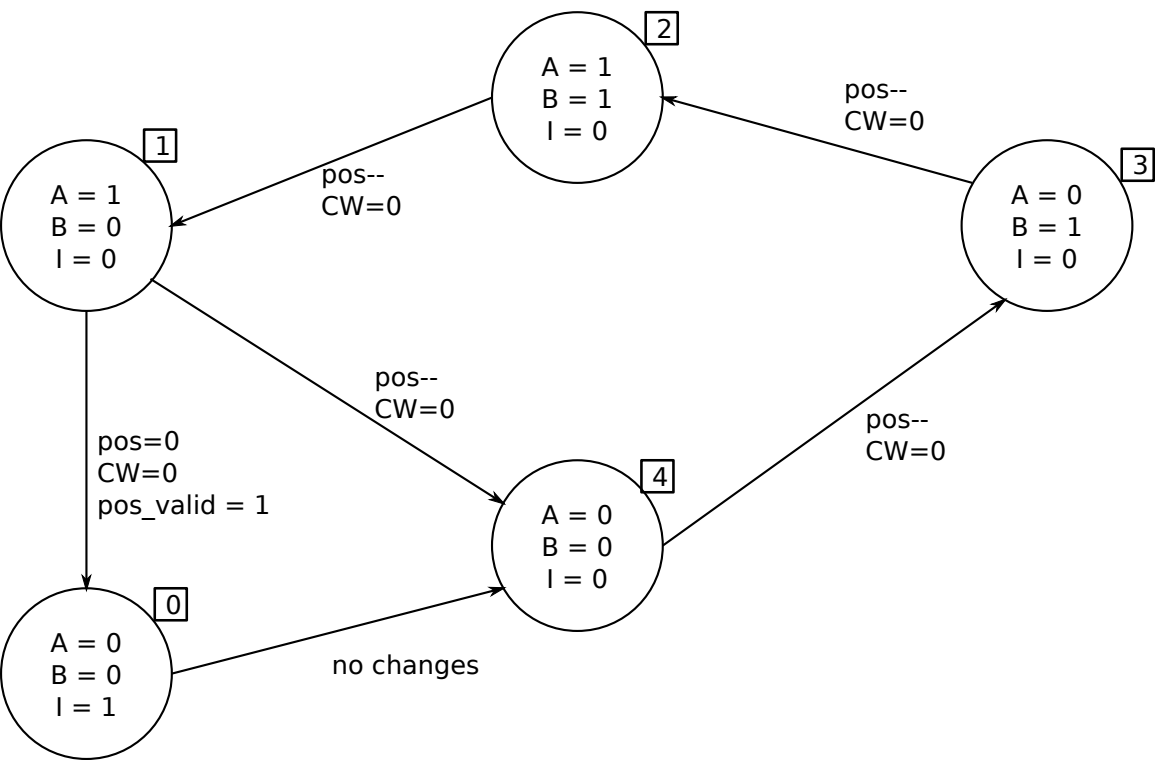 2
A = 1
B = 1
I = 0
pos--
CW=0
1
A = 1
B = 0
I = 0
3
A = 0
B = 1
I = 0
pos--
CW=0
pos--
CW=0
pos--
CW=0
pos=0
CW=0
pos_valid = 1
4
A = 0
B = 0
I = 0
0
A = 0
B = 0
I = 1
no changes